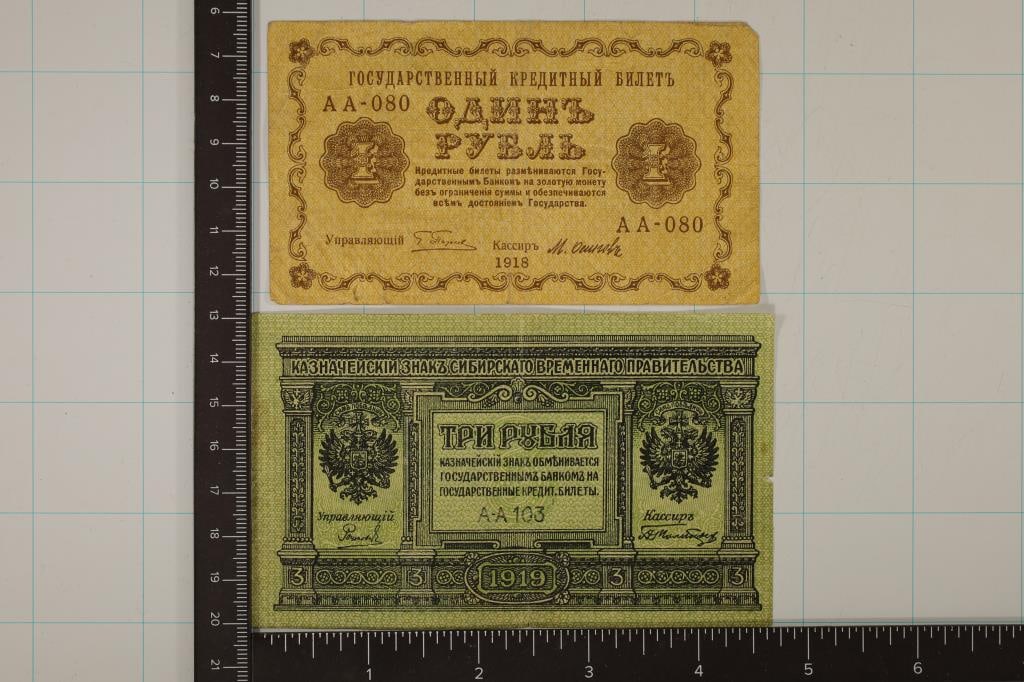 ГОСУДАРСТВЕННЫЙ КРЕДИТНЫЙ БИЛЕТЪ
АА-080
ОДИНЪ
РУБЛЬ
1
1
Кредитные билеты размѣниваются Госу-
дарственнымъ Банкомъ на золотую монету
безъ ограниченія суммы и обезпечиваются
всѣмъ достояніемъ Государства.
АА-080
Управляющій
Кассиръ
1918
КАЗНАЧЕЙСКІЙ ЗНАКЪ СИБИРСКАГО ВРЕМЕННАГО ПРАВИТЕЛЬСТВА
ТРИ РУБЛЯ
КАЗНАЧЕЙСКІЙ ЗНАКЪ ОБМѢНИВАЕТСЯ
ГОСУДАРСТВЕННЫМЪ БАНКОМЪ НА
ГОСУДАРСТВЕННЫЕ КРЕДИТ. БИЛЕТЫ.
А-А 103
Управляющій
Кассиръ
3 3 1919 3 3
6
7
8
9
10
11
12
13
14
15
16
17
18
19
20
21
1 2 3 4 5 6